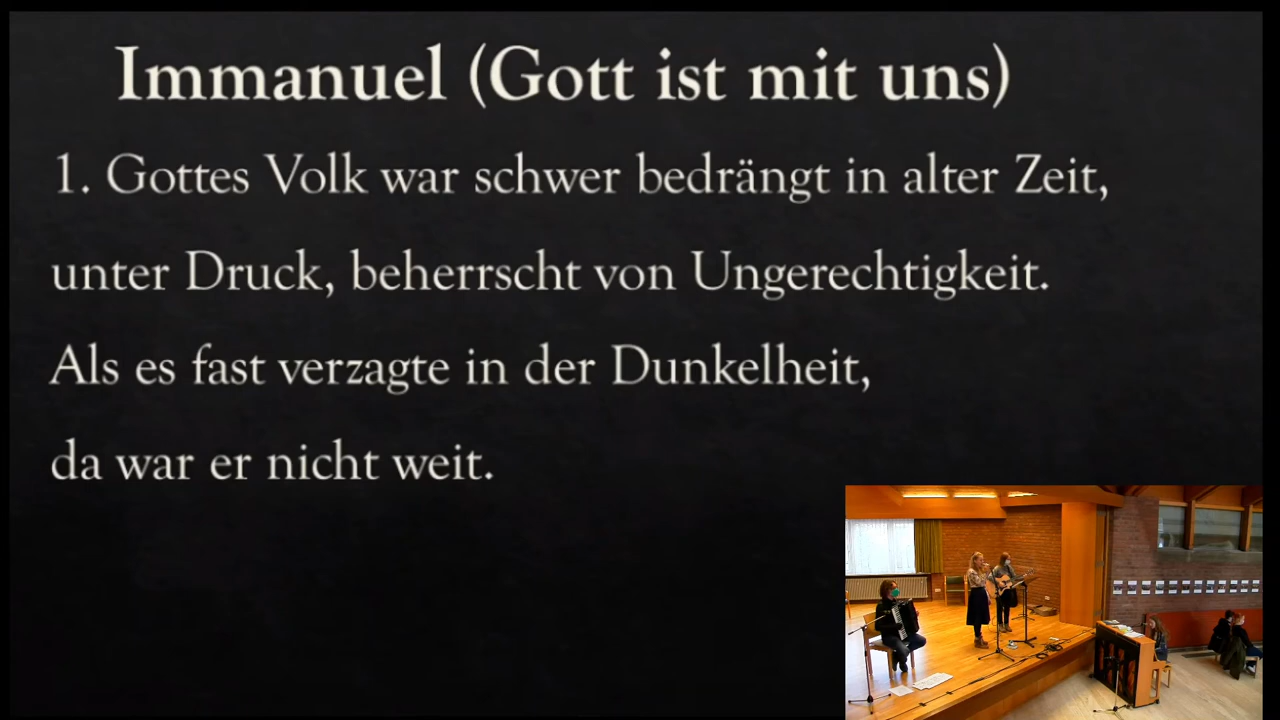 Immanuel (Gott ist mit uns)
1. Gottes Volk war schwer bedrängt in alter Zeit,
unter Druck, beherrscht von Ungerechtigkeit.
Als es fast verzagte in der Dunkelheit,
da war er nicht weit.